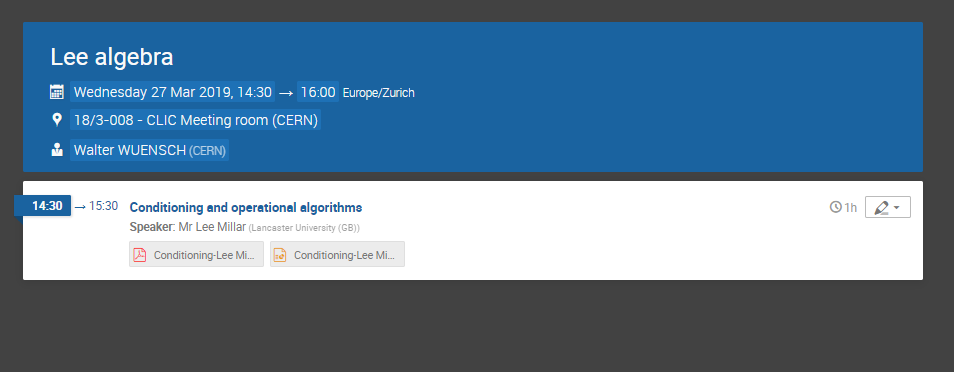 Lee algebra
Wednesday 27 Mar 2019, 14:30 → 16:00 Europe/Zurich
18/3-008 - CLIC Meeting room (CERN)
Walter WUENSCH (CERN)
14:30 → 15:30 Conditioning and operational algorithms 1h
Speaker: Mr Lee Millar (Lancaster University (GB))
Conditioning-Lee Mi... Conditioning-Lee Mi...